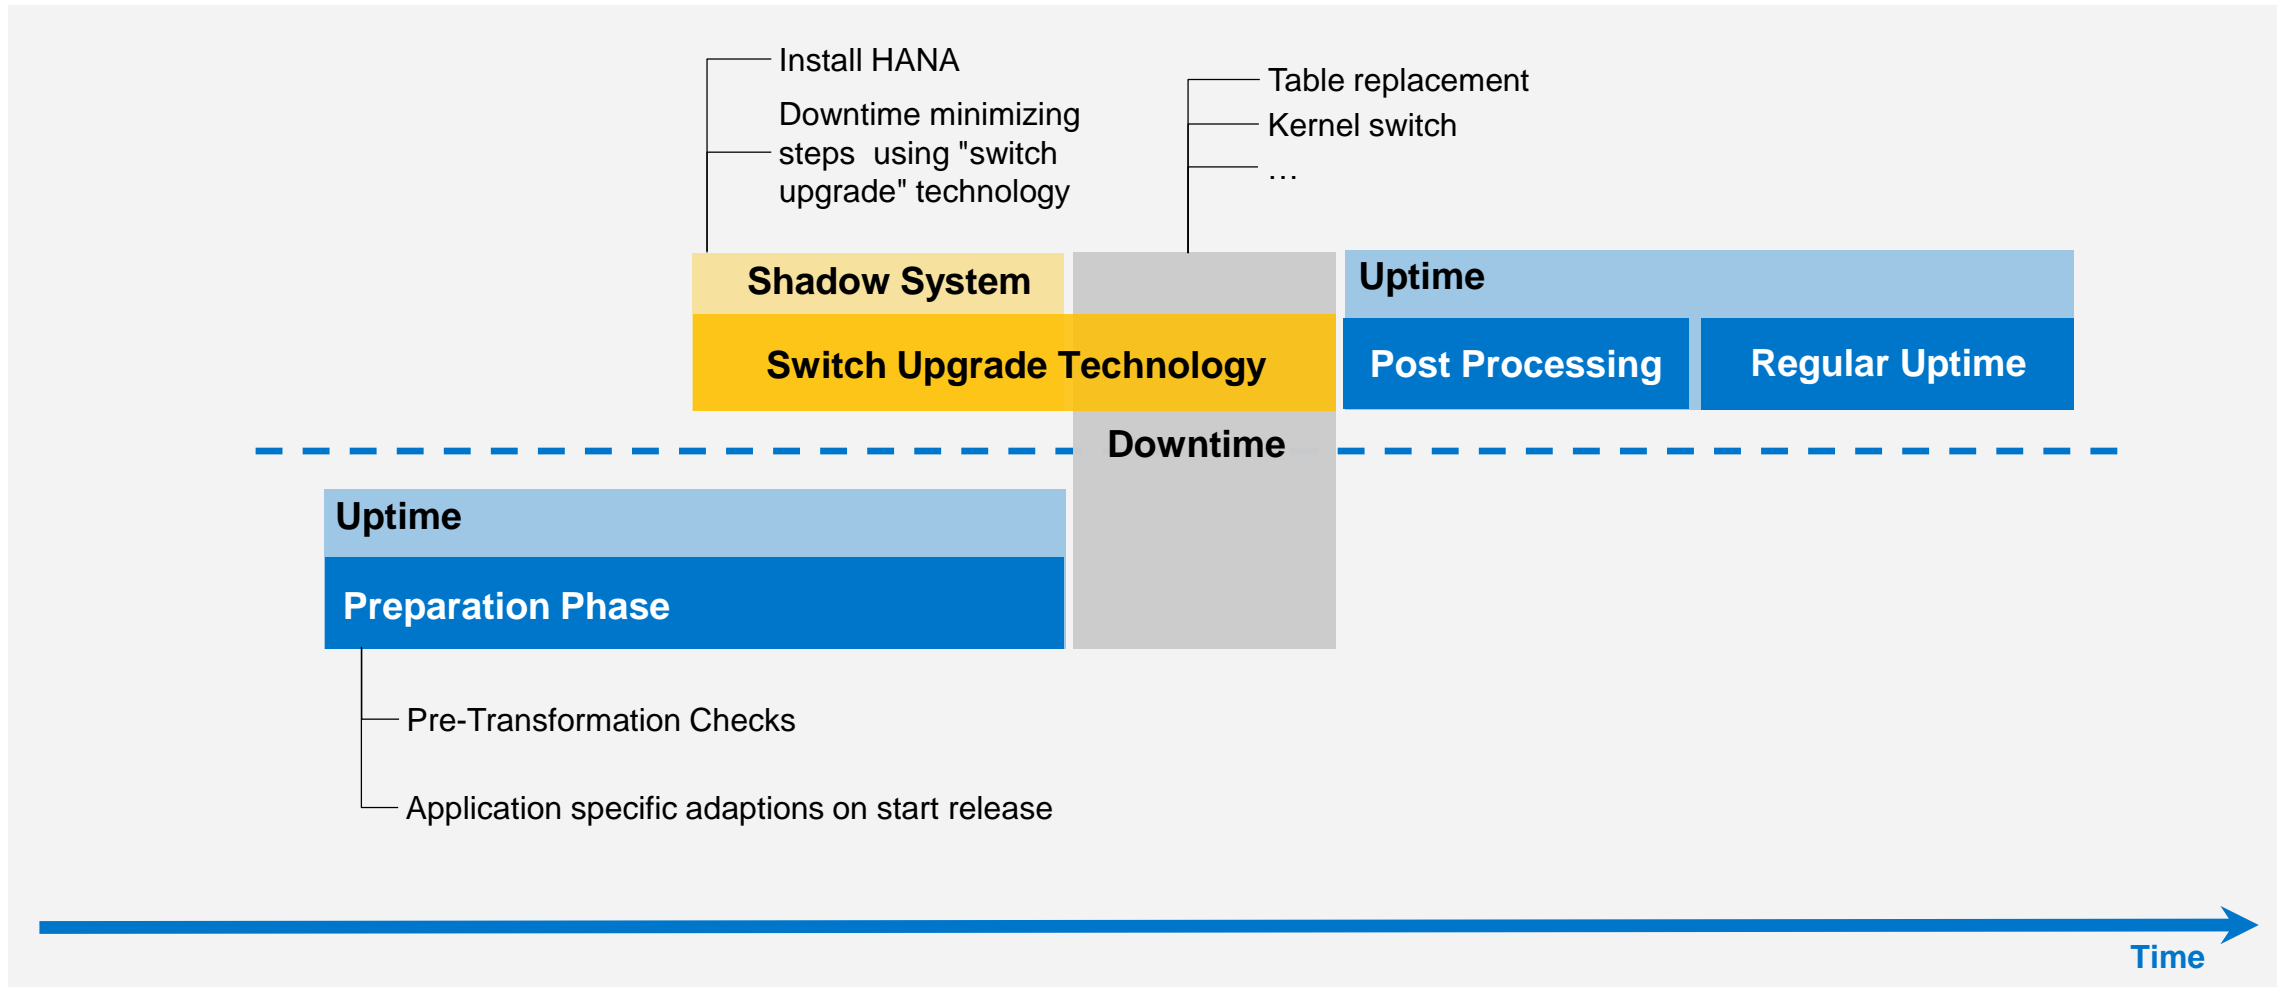 Install HANA
Downtime minimizing
steps  using "switch
upgrade" technology
Table replacement
Kernel switch
…
Shadow System
Uptime
Switch Upgrade Technology
Post Processing
Regular Uptime
Downtime
Uptime
Preparation Phase
Pre-Transformation Checks
Application specific adaptions on start release
Time